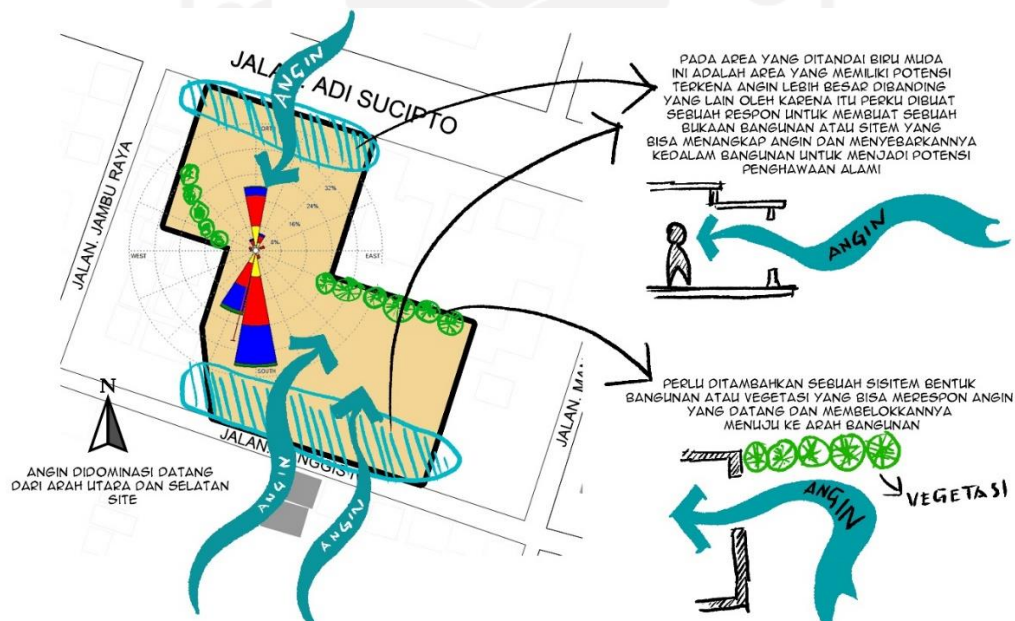 JALAN. ADI SUCIPTO
ANGIN
JALAN. JAMBU RAYA
32%
24%
16%
8%
WEST
EAST
SOUTH
N
ANGIN DIDOMINASI DATANG
DARI ARAH UTARA DAN SELATAN
SITE
ANGIN
ANGIN
PADA AREA YANG DITANDAI BIRU MUDA
INI ADALAH AREA YANG MEMILIKI POTENSI
TERKENA ANGIN LEBIH BESAR DIBANDING
YANG LAIN OLEH KARENA ITU PERKU DIBUAT
SEBUAH RESPON UNTUK MEMBUAT SEBUAH
BUKAAN BANGUNAN ATAU SITEM YANG
BISA MENANGKAP ANGIN DAN MENYEBARKANNYA
KEDALAM BANGUNAN UNTUK MENJADI POTENSI
PENGHAWAAN ALAMI
ANGIN
PERLU DITAMBAHKAN SEBUAH SISITEM BENTUK
BANGUNAN ATAU VEGETASI YANG BISA MERESPON ANGIN
YANG DATANG DAN MEMBELOKKANNYA
MENUJU KE ARAH BANGUNAN
ANGIN
VEGETASI
JALAN.
JALAN.